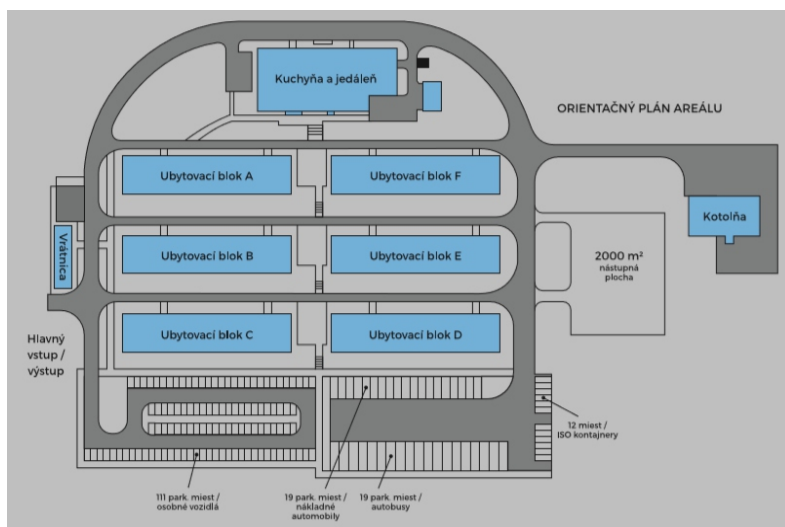 Kuchyňa a jedáleň
ORIENTAČNÝ PLÁN AREÁLU
Ubytovací blok A
Ubytovací blok F
Kotolňa
Vrátnica
Ubytovací blok B
Ubytovací blok E
2000 m²
nástupná
plocha
Ubytovací blok C
Ubytovací blok D
Hlavný
vstup /
výstup
12 miest /
ISO kontajnery
111 park. miest /
osobné vozidlá
19 park. miest /
nákladné
automobily
19 park. miest /
autobusy